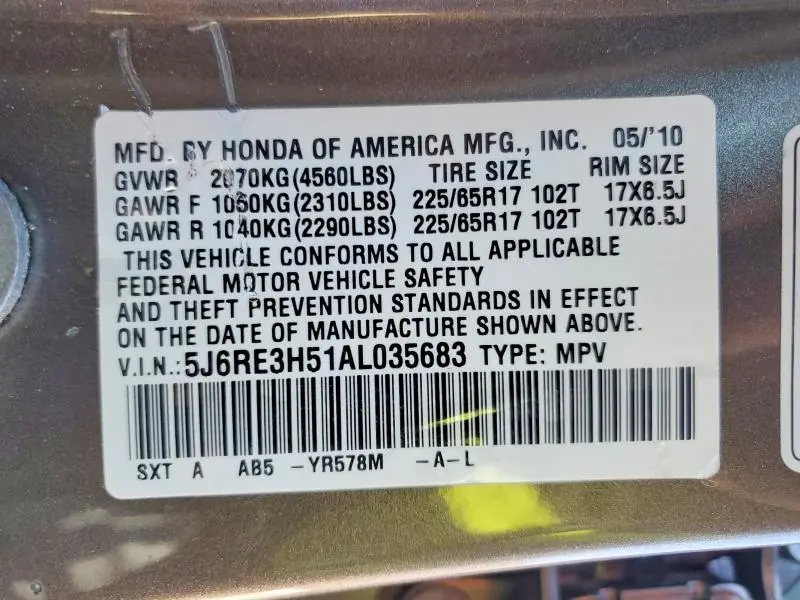 MFD. BY HONDA OF AMERICA MFG., INC. 05/'10
GVWR 2070KG(4560LBS) TIRE SIZE RIM SIZE
GAWR F 1050KG(2310LBS) 225/65R17 102T 17X6.5J
GAWR R 1040KG(2290LBS) 225/65R17 102T 17X6.5J
THIS VEHICLE CONFORMS TO ALL APPLICABLE
FEDERAL MOTOR VEHICLE SAFETY
AND THEFT PREVENTION STANDARDS IN EFFECT
ON THE DATE OF MANUFACTURE SHOWN ABOVE.
V.I.N.:5J6RE3H51AL035683 TYPE: MPV
SXT A AB5 -YR578M -A-L